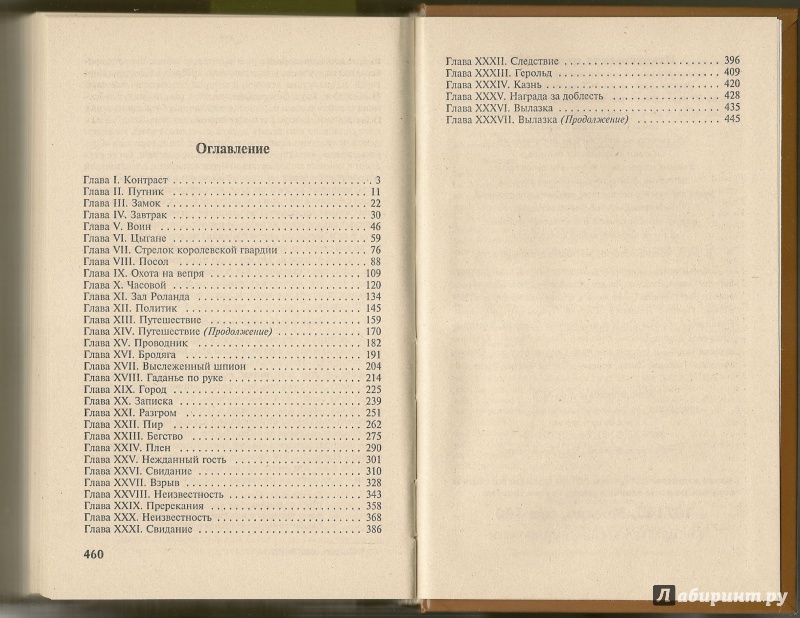 Оглавление
Глава I. Контраст 3
Глава II. Путник 11
Глава III. Замок 22
Глава IV. Завтрак 30
Глава V. Воин 46
Глава VI. Цыгане 59
Глава VII. Стрелок королевской гвардии 76
Глава VIII. Посол 88
Глава IX. Охота на вепря 109
Глава X. Часовой 120
Глава XI. Зал Роланда 134
Глава XII. Политик 145
Глава XIII. Путешествие 159
Глава XIV. Путешествие (Продолжение) 170
Глава XV. Проводник 182
Глава XVI. Бродяга 191
Глава XVII. Выслеженный шпион 204
Глава XVIII. Гаданье по руке 214
Глава XIX. Город 225
Глава XX. Записка 239
Глава XXI. Разгром 251
Глава XXII. Пир 262
Глава XXIII. Бегство 275
Глава XXIV. Плен 290
Глава XXV. Нежданный гость 301
Глава XXVI. Свидание 310
Глава XXVII. Взрыв 328
Глава XXVIII. Неизвестность 343
Глава XXIX. Пререкания 358
Глава XXX. Неизвестность 368
Глава XXXI. Свидание 386
460
Глава XXXII. Следствие 396
Глава XXXIII. Герольд 409
Глава XXXIV. Казнь 420
Глава XXXV. Награда за доблесть 428
Глава XXXVI. Вылазка 435
Глава XXXVII. Вылазка (Продолжение) 445
Лабиринт.ру